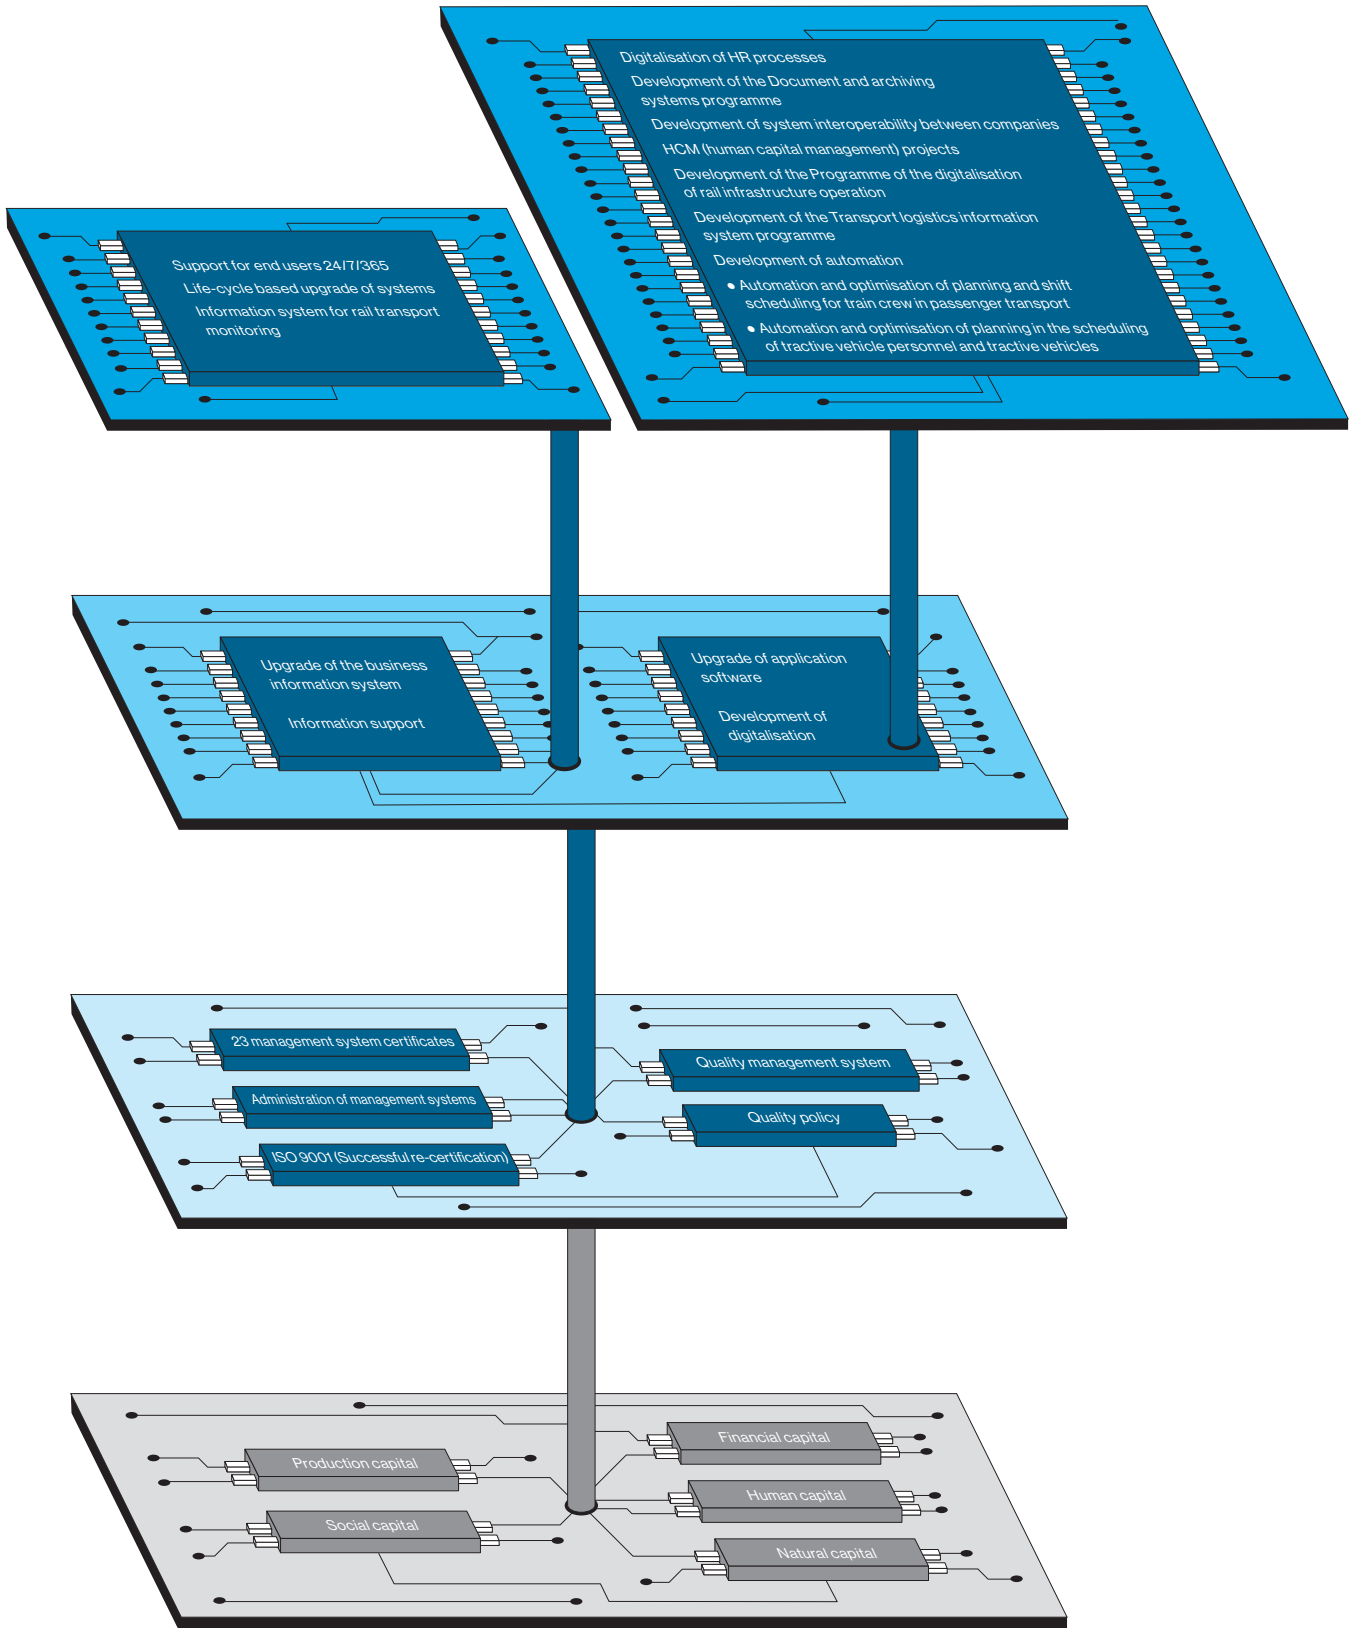 Digitalisation of HR processes
Development of the Document and archiving
systems programme
Development of system interoperability between companies
HCM (human capital management) projects
Development of the Programme of the digitalisation
of rail infrastructure operation
Development of the Transport logistics information
system programme
Development of automation
• Automation and optimisation of planning and shift
scheduling for train crew in passenger transport
• Automation and optimisation of planning in the scheduling
of tractive vehicle personnel and tractive vehicles
Support for end users 24/7/365
Life-cycle based upgrade of systems
Information system for rail transport
monitoring
Upgrade of the business
information system
Information support
Upgrade of application
software
Development of
digitalisation
23 management system certificates
Administration of management systems
ISO 9001 (Successful re-certification)
Quality management system
Quality policy
Production capital
Social capital
Financial capital
Human capital
Natural capital